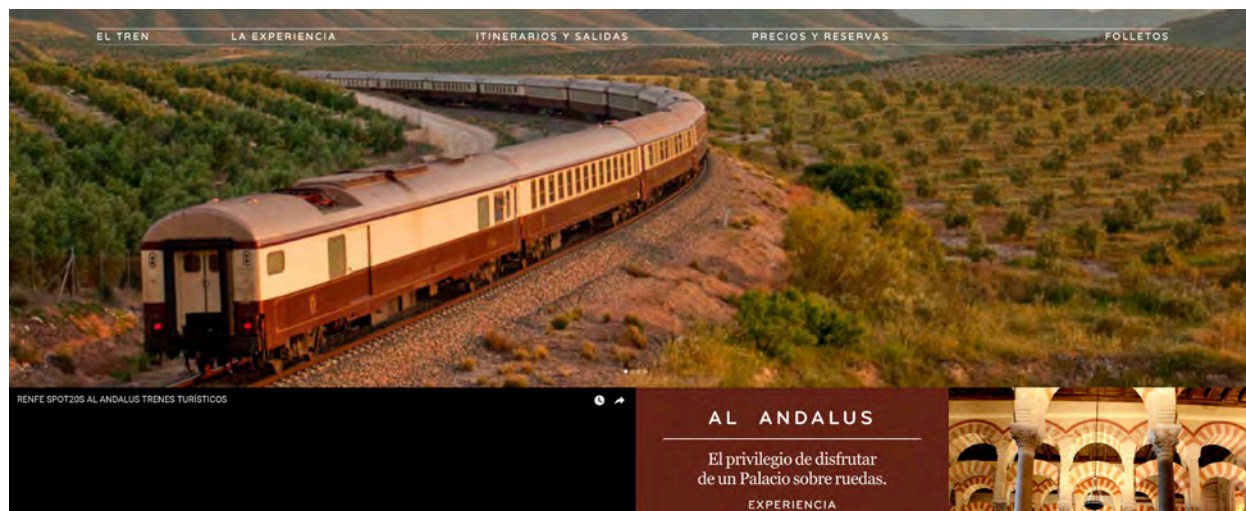 EL TREN
LA EXPERIENCIA
ITINERARIOS Y SALIDAS
PRECIOS Y RESERVAS
FOLLETOS
RENFE SPOT20S AL ANDALUS TRENES TURÍSTICOS
AL ANDALUS
El privilegio de disfrutar
de un Palacio sobre ruedas.
EXPERIENCIA